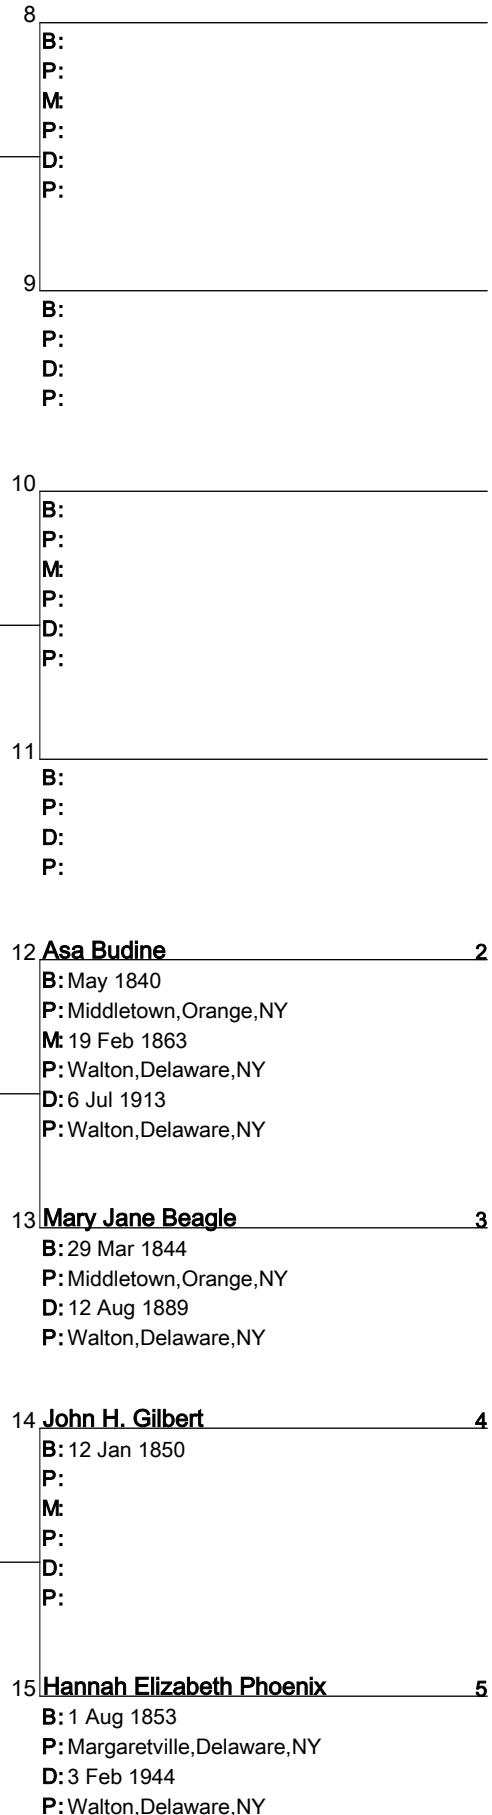 8
B:
P:
M:
P:
D:
P:
9
B:
P:
D:
P:
10
B:
P:
M:
P:
D:
P:
11
B:
P:
D:
P:
12 Asa Budine 2
B: May 1840
P: Middletown,Orange,NY
M: 19 Feb 1863
P: Walton,Delaware,NY
D: 6 Jul 1913
P: Walton,Delaware,NY
13 Mary Jane Beagle 3
B: 29 Mar 1844
P: Middletown,Orange,NY
D: 12 Aug 1889
P: Walton,Delaware,NY
14 John H. Gilbert 4
B: 12 Jan 1850
P:
M:
P:
D:
P:
15 Hannah Elizabeth Phoenix 5
B: 1 Aug 1853
P: Margaretville,Delaware,NY
D: 3 Feb 1944
P: Walton,Delaware,NY